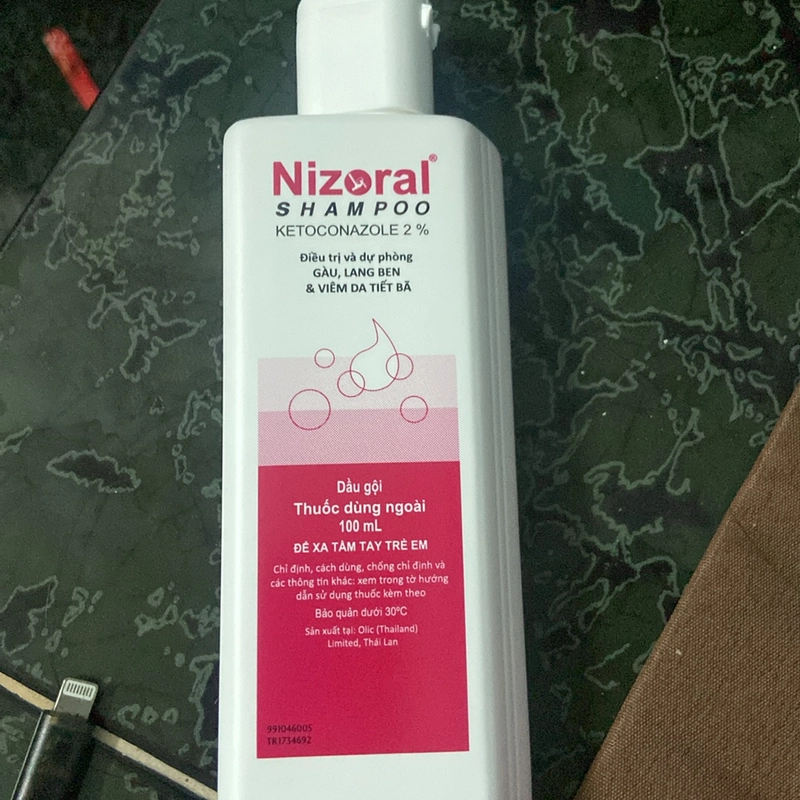 Nizoral®
SHAMPOO
KETOCONAZOLE 2 %
Điều trị và dự phòng
GÀU, LANG BEN
& VIÊM DA TIẾT BÃ
Dầu gội
Thuốc dùng ngoài
100 mL
ĐỂ XA TẦM TAY TRẺ EM
Chỉ định, cách dùng, chống chỉ định và
các thông tin khác: xem trong tờ hướng
dẫn sử dụng thuốc kèm theo
Bảo quản dưới 30°C
Sản xuất tại: Olic (Thailand)
Limited, Thái Lan
991046005
TR1734692